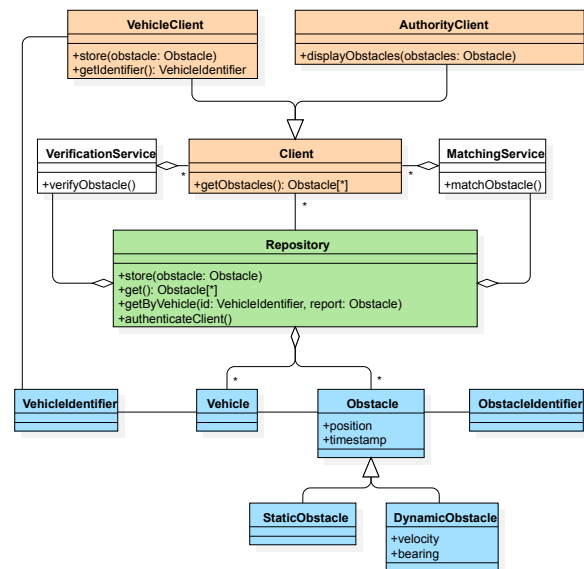 VehicleClient
+store(obstacle: Obstacle)
+getIdentifier(): VehicleIdentifier
AuthorityClient
+displayObstacles(obstacles: Obstacle)
VerificationService
+verifyObstacle()
*
Client
+getObstacles(): Obstacle[*]
*
MatchingService
+matchObstacle()
*
Repository
+store(obstacle: Obstacle)
+get(): Obstacle[*]
+getByVehicle(id: VehicleIdentifier, report: Obstacle)
+authenticateClient()
*
*
VehicleIdentifier
Vehicle
Obstacle
+position
+timestamp
ObstacleIdentifier
StaticObstacle
DynamicObstacle
+velocity
+bearing